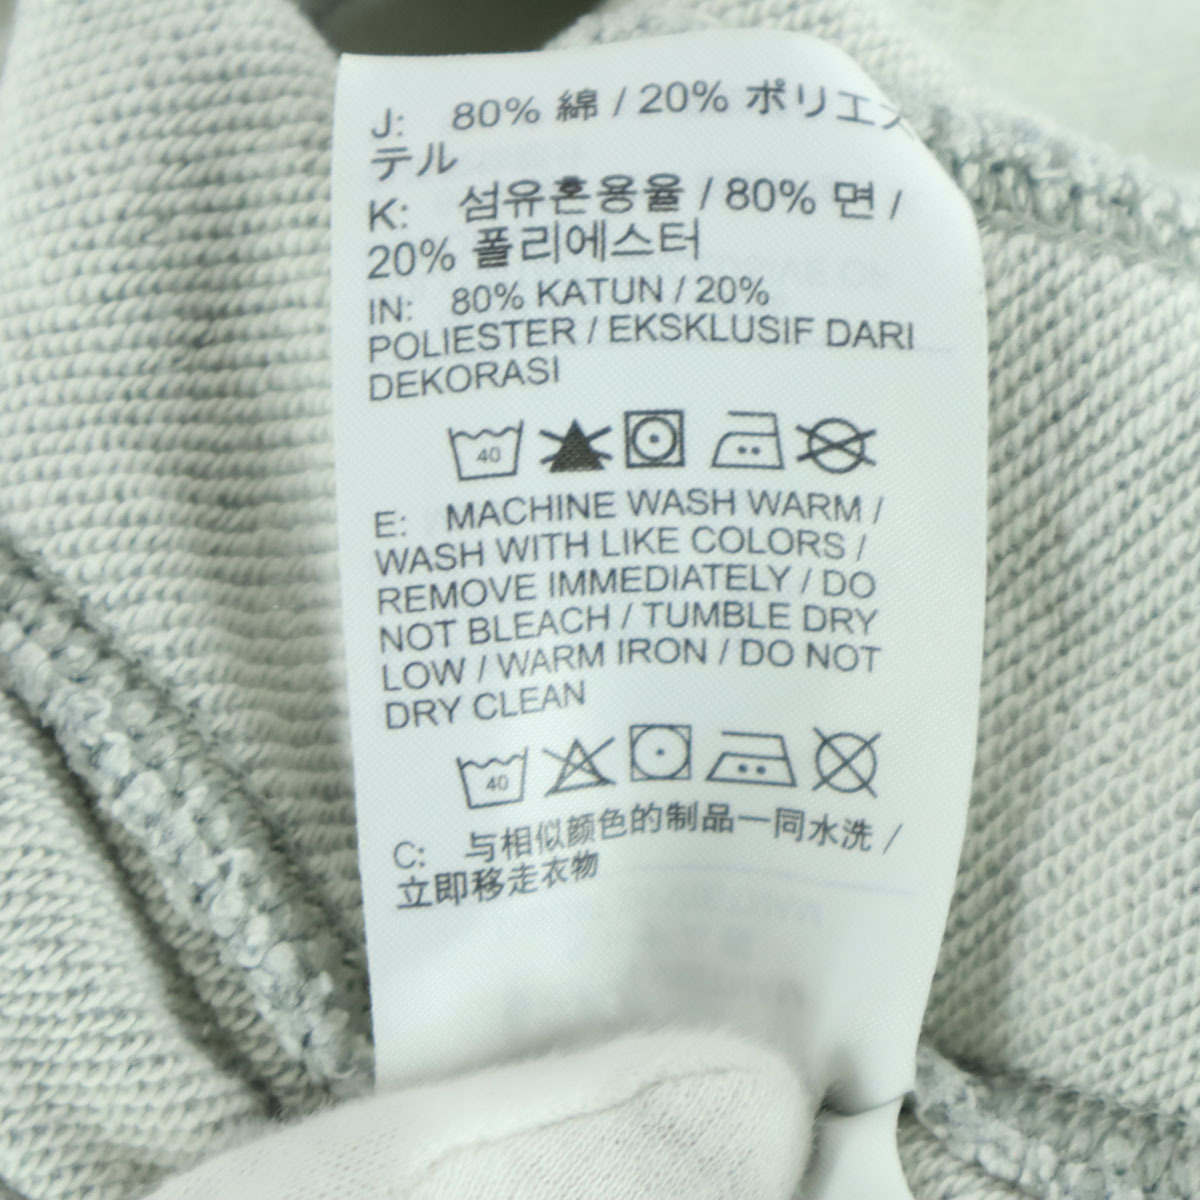 J: 80% 綿 / 20% ポリエス
テル
K: 섬유혼용율 / 80% 면 /
20% 폴리에스터
IN: 80% KATUN / 20%
POLIESTER / EKSKLUSIF DARI
DEKORASI
40
E: MACHINE WASH WARM /
WASH WITH LIKE COLORS /
REMOVE IMMEDIATELY / DO
NOT BLEACH / TUMBLE DRY
LOW / WARM IRON / DO NOT
DRY CLEAN
40
C: 与相似颜色的制品一同水洗 /
立即移走衣物